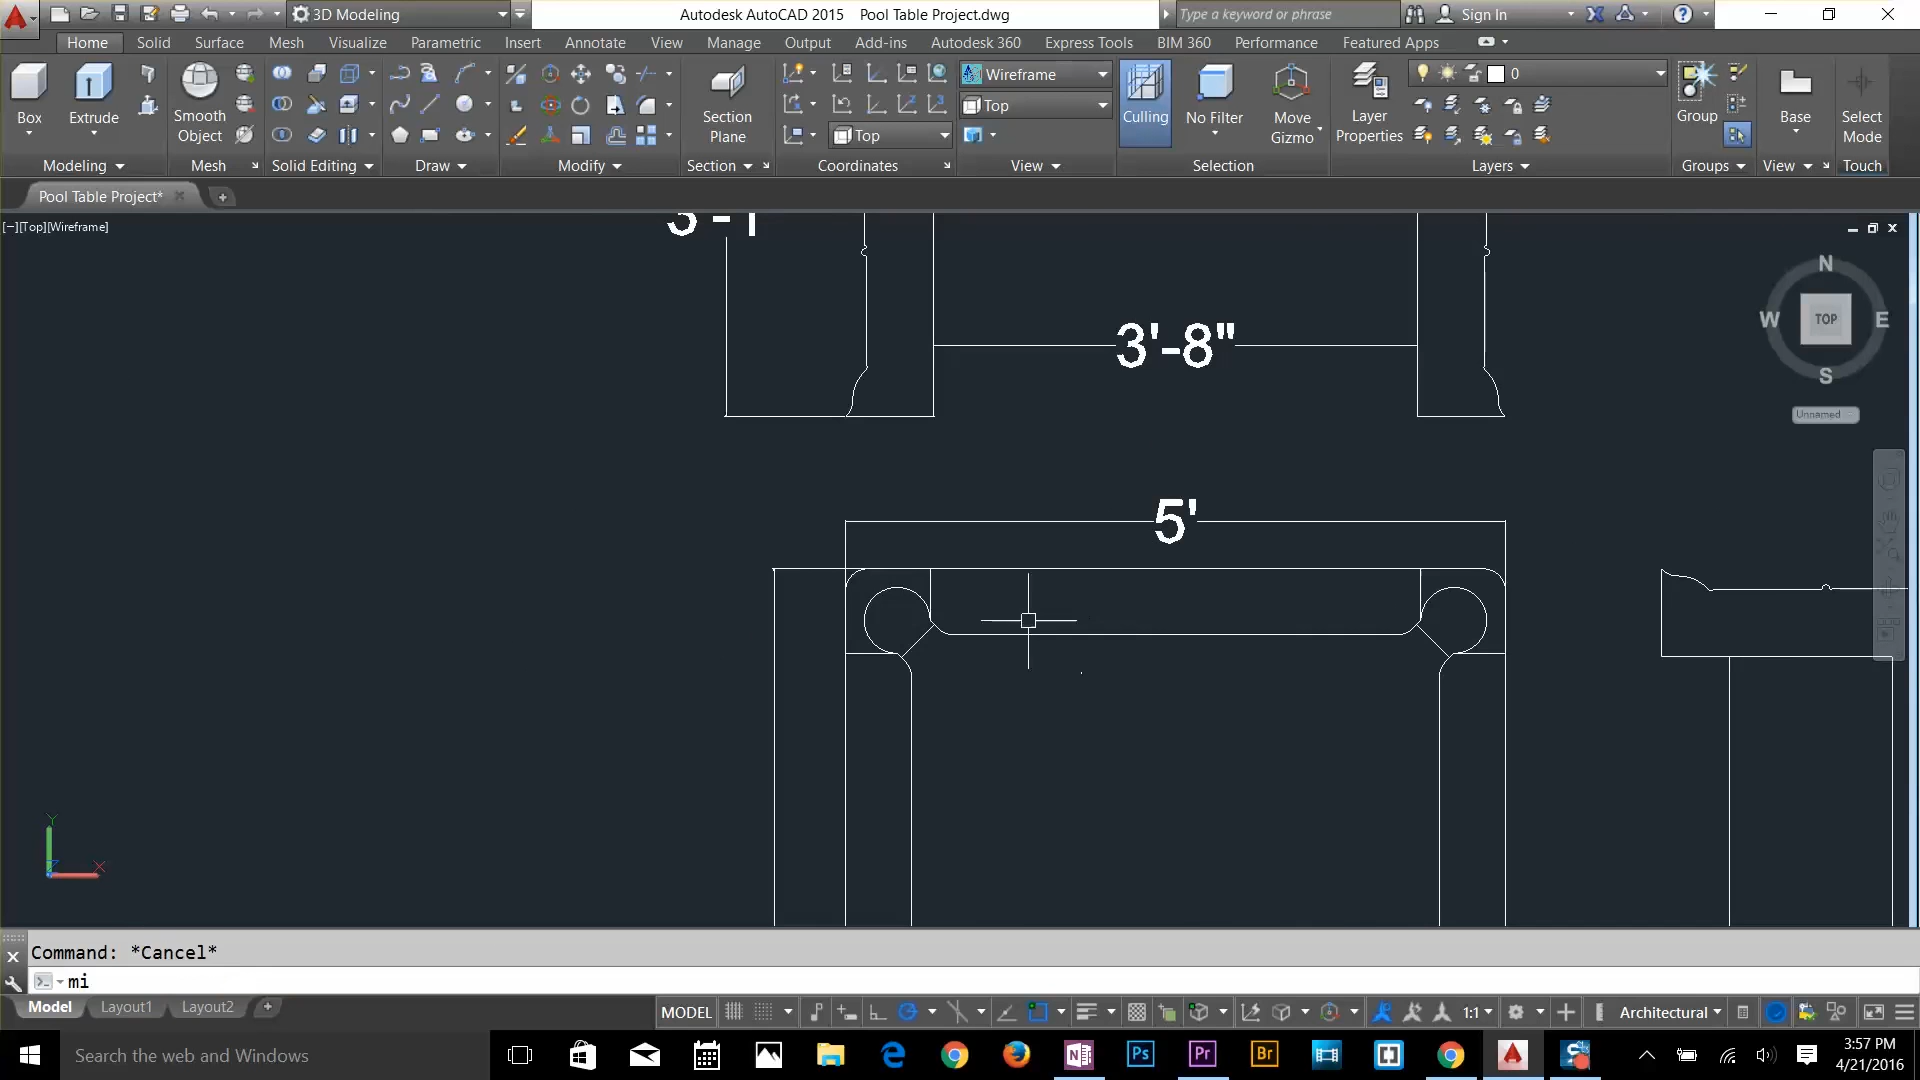 3D Modeling
Autodesk AutoCAD 2015 Pool Table Project.dwg
Type a keyword or phrase
Sign In
Home Solid Surface Mesh Visualize Parametric Insert Annotate View Manage Output Add-ins Autodesk 360 Express Tools BIM 360 Performance Featured Apps
Wireframe
0
Top
Top
Box
Extrude
Smooth
Object
Section
Plane
Culling
No Filter
Move
Gizmo
Layer
Properties
Group
Base
Select
Mode
Modeling
Mesh
Solid Editing
Draw
Modify
Section
Coordinates
View
Selection
Layers
Groups
View
Touch
Pool Table Project*
[−][Top][Wireframe]
3'-1
N
W
TOP
E
S
Unnamed
3'-8"
5'
Y
X
Command: *Cancel*
mi
Model Layout1 Layout2
MODEL
1:1
Architectural
Search the web and Windows
Ps
Pr
Br
3:57 PM
4/21/2016